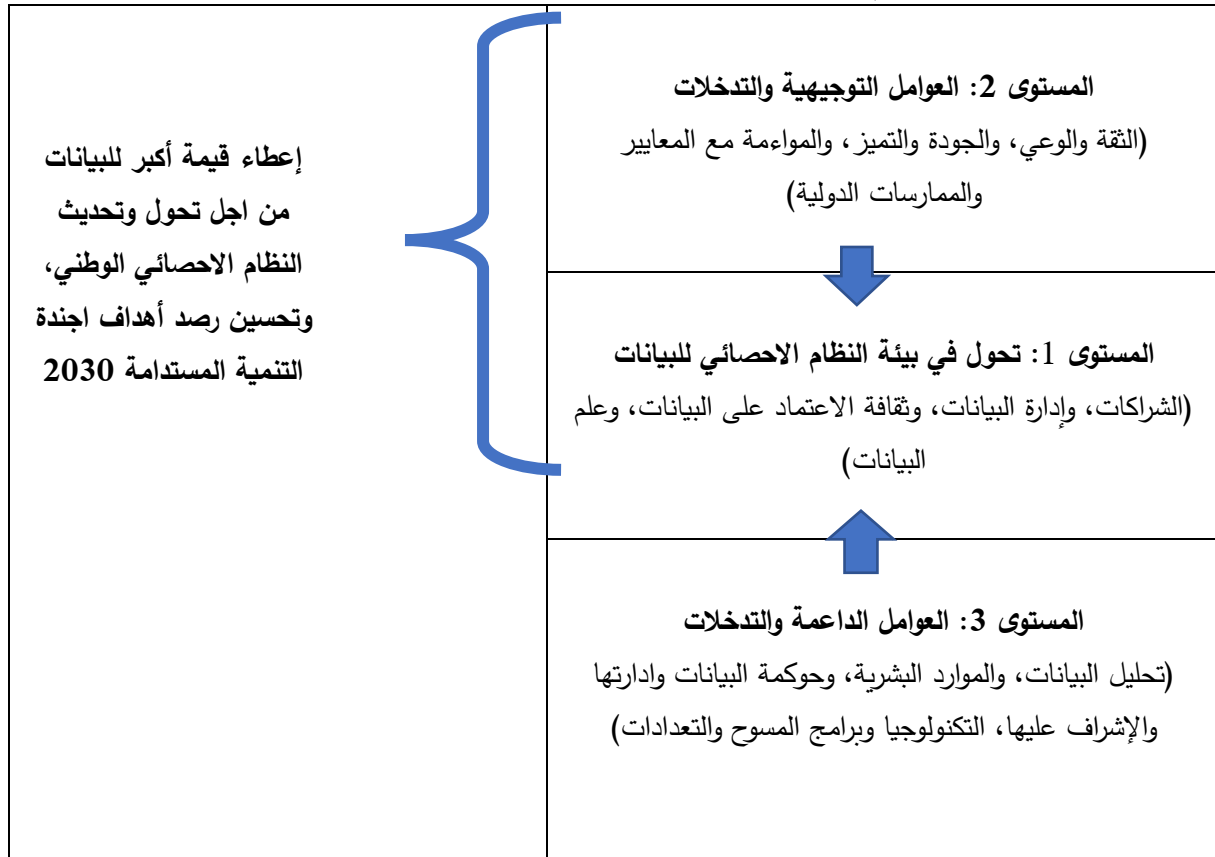 المستوى 2: العوامل التوجيهية والتدخلات
(الثقة والوعي، والجودة والتميز، والمواءمة مع المعايير
والممارسات الدولية)
المستوى 1: تحول في بيئة النظام الاحصائي للبيانات
(الشراكات، وإدارة البيانات، وثقافة الاعتماد على البيانات، وعلم
البيانات)
المستوى 3: العوامل الداعمة والتدخلات
(تحليل البيانات، والموارد البشرية، وحوكمة البيانات وادارتها
والإشراف عليها، التكنولوجيا وبرامج المسوح والتعدادات)
إعطاء قيمة أكبر للبيانات
من اجل تحول وتحديث
النظام الاحصائي الوطني،
وتحسين رصد أهداف اجندة
التنمية المستدامة 2030